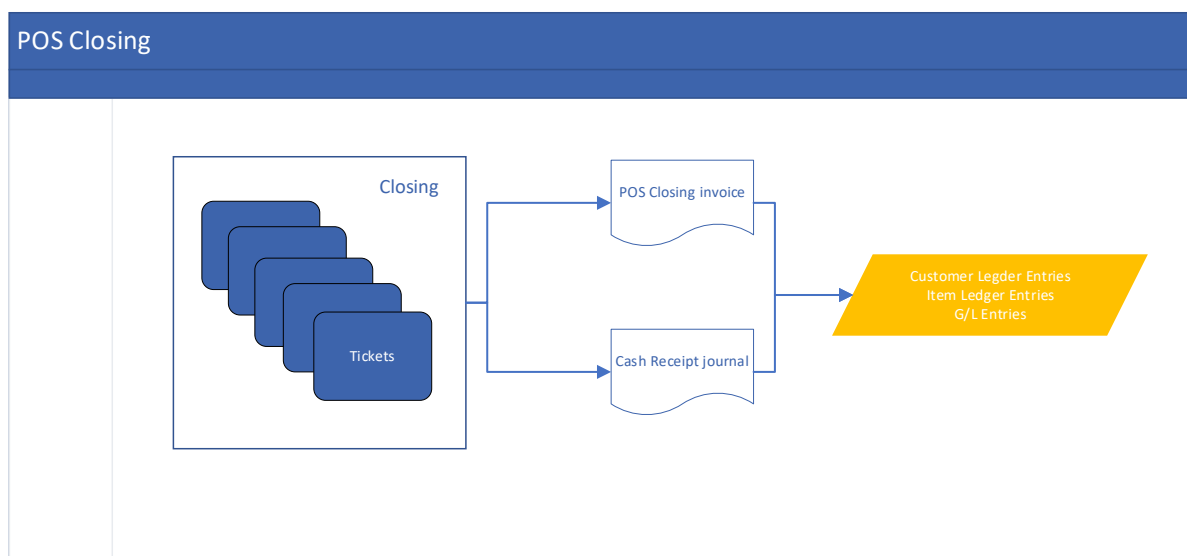 POS Closing
Closing
Tickets
POS Closing invoice
Cash Receipt journal
Customer Legder Entries
Item Ledger Entries
G/L Entries